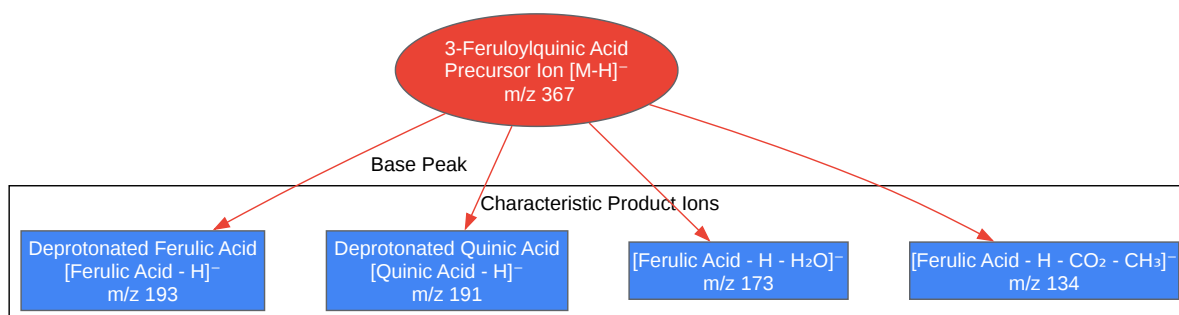 3-Feruloylquinic Acid
Precursor Ion [M-H]⁻
m/z 367
Base Peak
Characteristic Product Ions
Deprotonated Ferulic Acid
[Ferulic Acid - H]⁻
m/z 193
Deprotonated Quinic Acid
[Quinic Acid - H]⁻
m/z 191
[Ferulic Acid - H - H₂O]⁻
m/z 173
[Ferulic Acid - H - CO₂ - CH₃]⁻
m/z 134